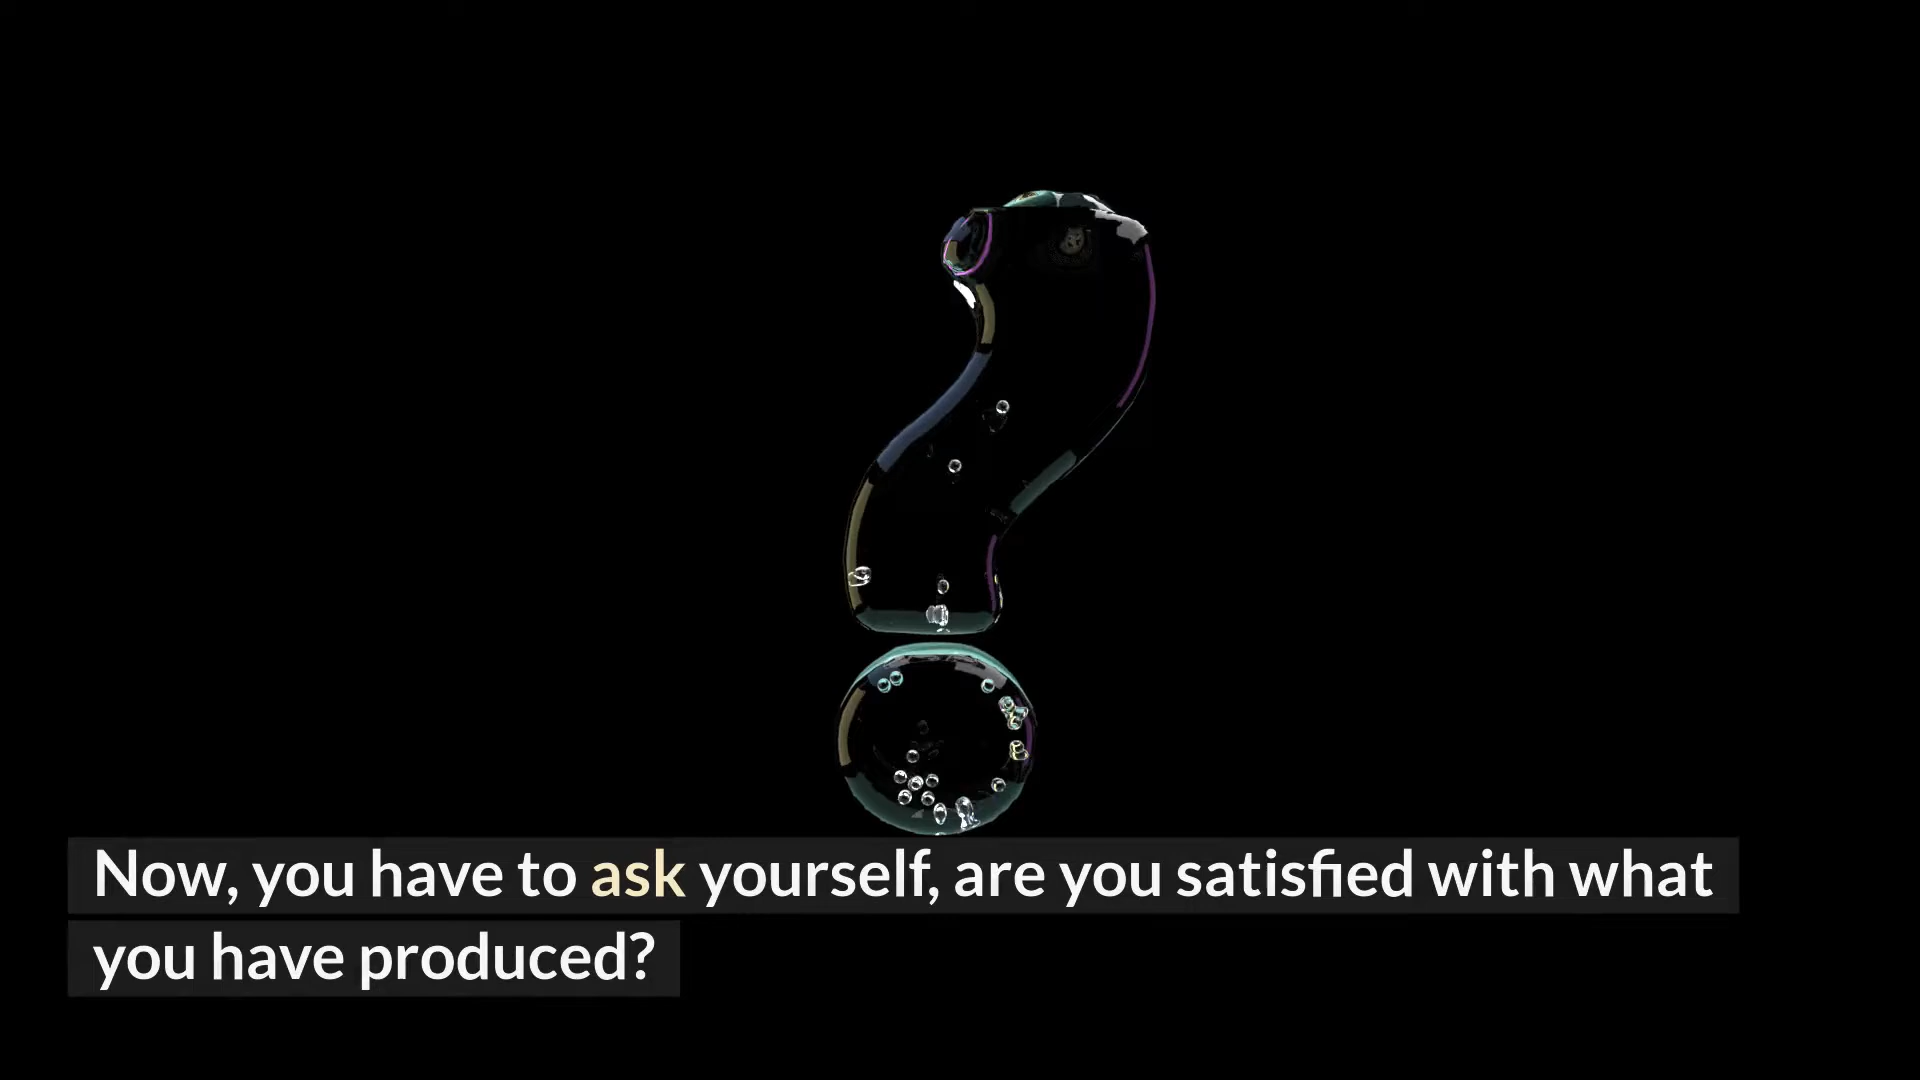 Now, you have to ask yourself, are you satisfied with what
you have produced?